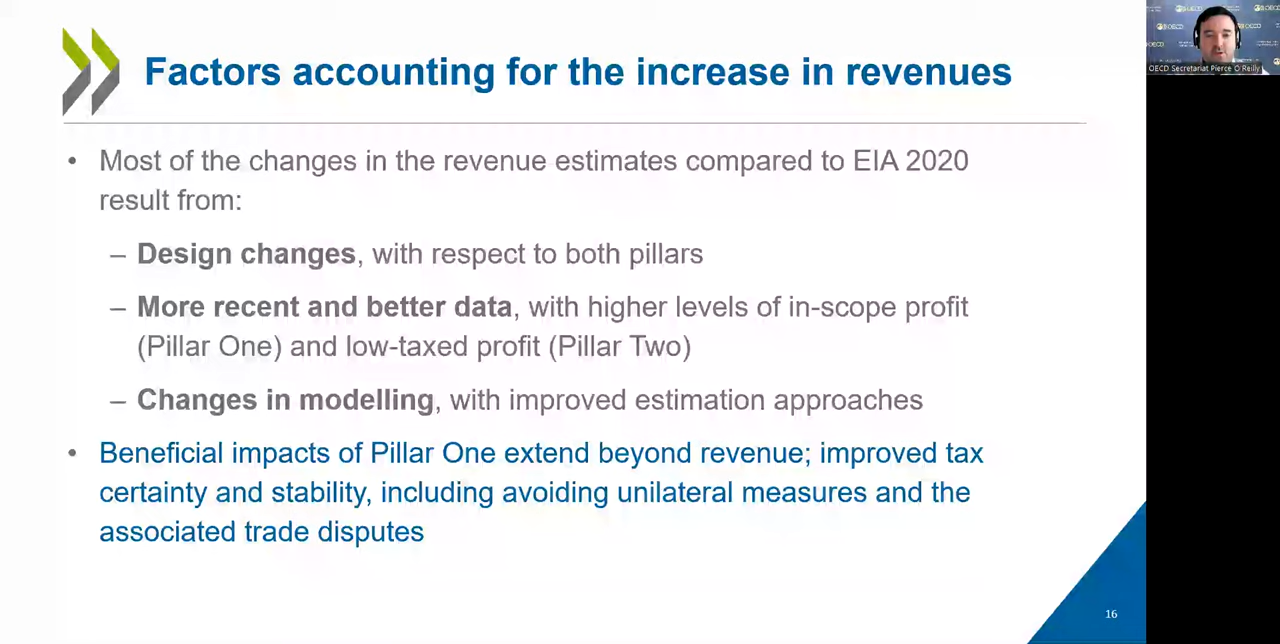 Factors accounting for the increase in revenues
• Most of the changes in the revenue estimates compared to EIA 2020
result from:
– Design changes, with respect to both pillars
– More recent and better data, with higher levels of in-scope profit
(Pillar One) and low-taxed profit (Pillar Two)
– Changes in modelling, with improved estimation approaches
• Beneficial impacts of Pillar One extend beyond revenue; improved tax
certainty and stability, including avoiding unilateral measures and the
associated trade disputes
16
OECD Secretariat Pierce O Reilly